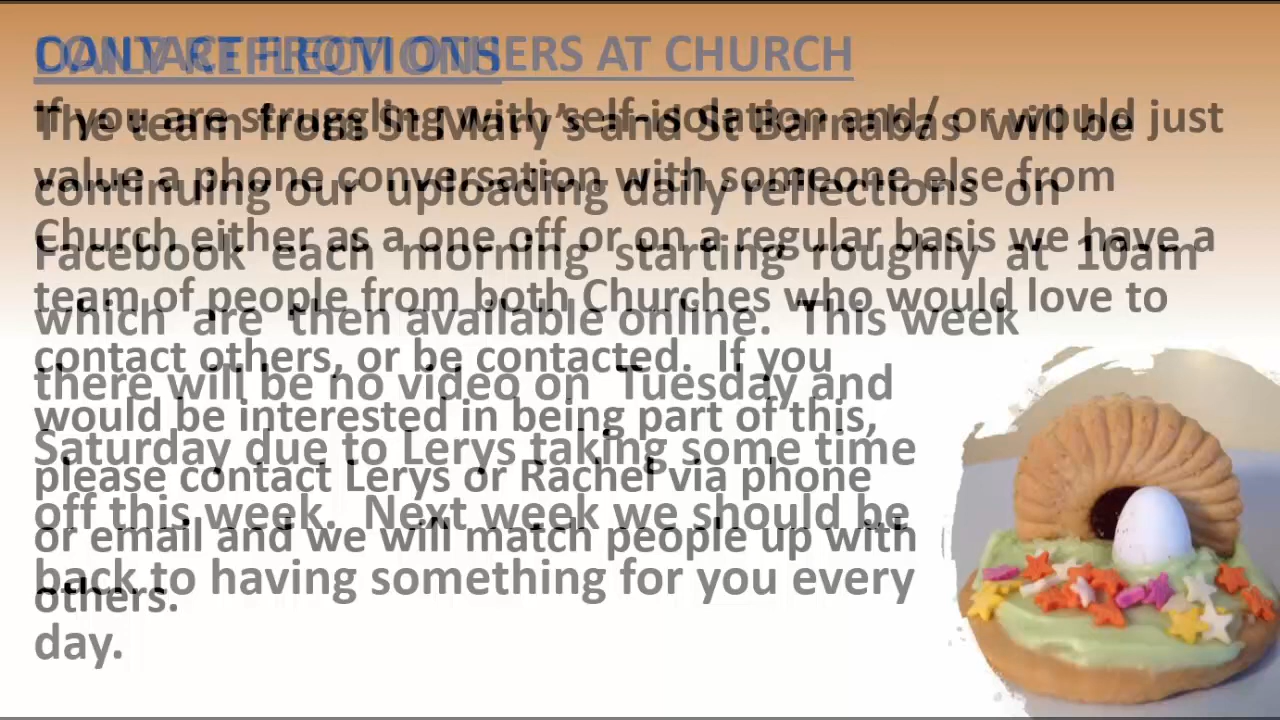 DAILY REFLECTIONS
The team from St Mary's and St Barnabas will be
continuing our uploading daily reflections on
Facebook each morning starting roughly at 10am
which are then available online. This week
there will be no video on Tuesday and
Saturday due to Lerys taking some time
off this week. Next week we should be
back to having something for you every
day.
CONTACT FROM OTHERS AT CHURCH
If you are struggling with self-isolation and/ or would just
value a phone conversation with someone else from
Church either as a one off or on a regular basis we have a
team of people from both Churches who would love to
contact others, or be contacted. If you
would be interested in being part of this,
please contact Lerys or Rachel via phone
or email and we will match people up with
others.